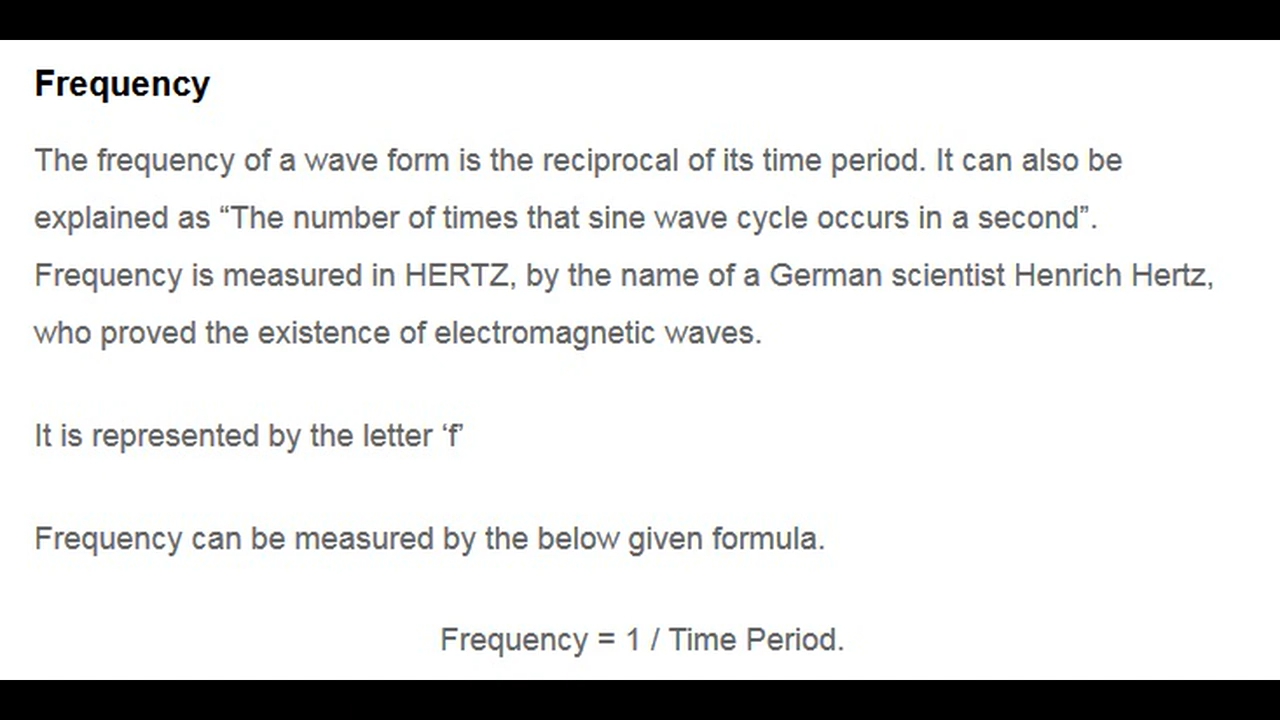 Frequency
The frequency of a wave form is the reciprocal of its time period. It can also be
explained as “The number of times that sine wave cycle occurs in a second”.
Frequency is measured in HERTZ, by the name of a German scientist Henrich Hertz,
who proved the existence of electromagnetic waves.
It is represented by the letter ‘f’
Frequency can be measured by the below given formula.
Frequency = 1 / Time Period.